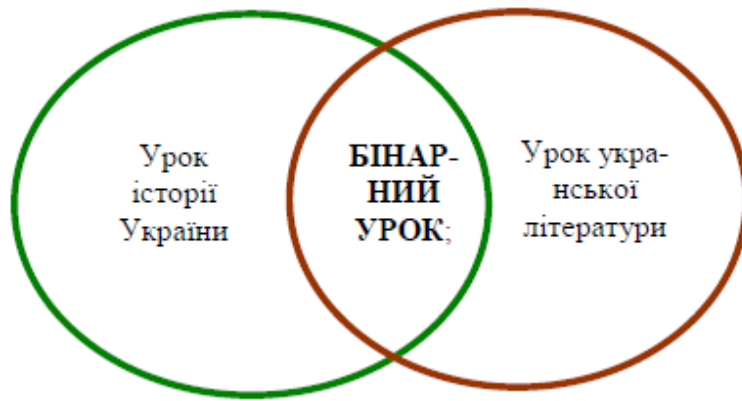 Урок
історії
України
БІНАР-
НИЙ
УРОК;
Урок укра-
нської
літератури